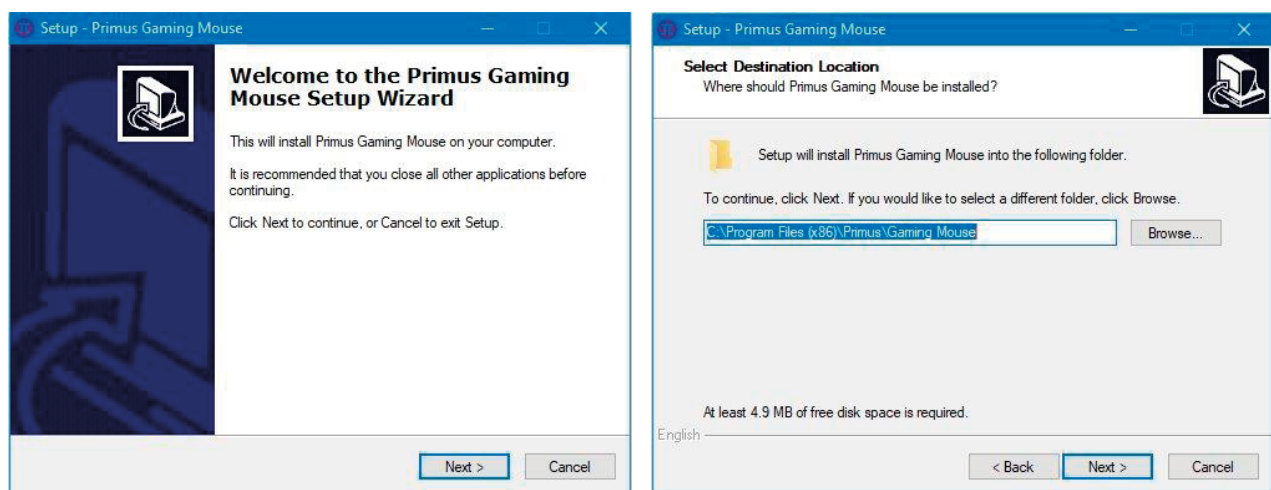 Setup - Primus Gaming Mouse
Welcome to the Primus Gaming
Mouse Setup Wizard
This will install Primus Gaming Mouse on your computer.
It is recommended that you close all other applications before
continuing.
Click Next to continue, or Cancel to exit Setup.
Next >
Cancel
Setup - Primus Gaming Mouse
Select Destination Location
Where should Primus Gaming Mouse be installed?
Setup will install Primus Gaming Mouse into the following folder.
To continue, click Next. If you would like to select a different folder, click Browse.
C:\Program Files (x86)\Primus\Gaming Mouse
Browse...
At least 4.9 MB of free disk space is required.
English
< Back
Next >
Cancel